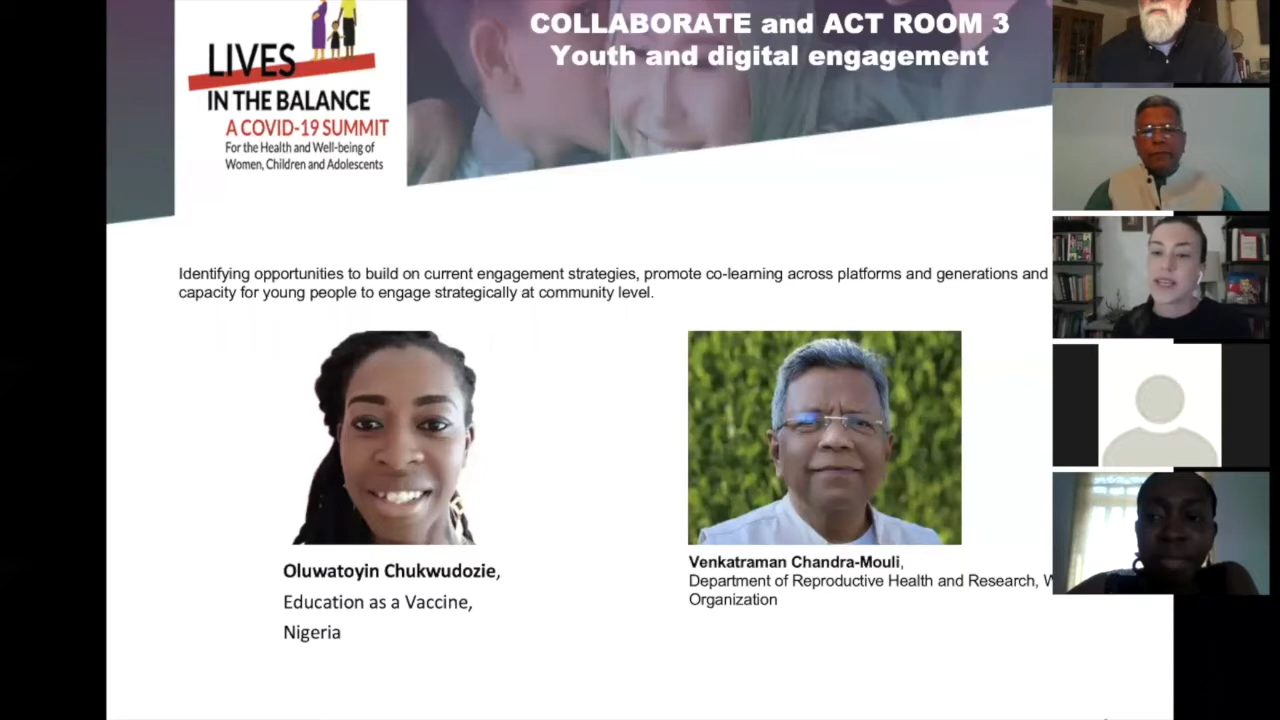 COLLABORATE and ACT ROOM 3
Youth and digital engagement
LIVES
IN THE BALANCE
A COVID-19 SUMMIT
For the Health and Well-being of
Women, Children and Adolescents
Identifying opportunities to build on current engagement strategies, promote co-learning across platforms and generations and
capacity for young people to engage strategically at community level.
Oluwatoyin Chukwudozie,
Education as a Vaccine,
Nigeria
Venkatraman Chandra-Mouli,
Department of Reproductive Health and Research,
Organization